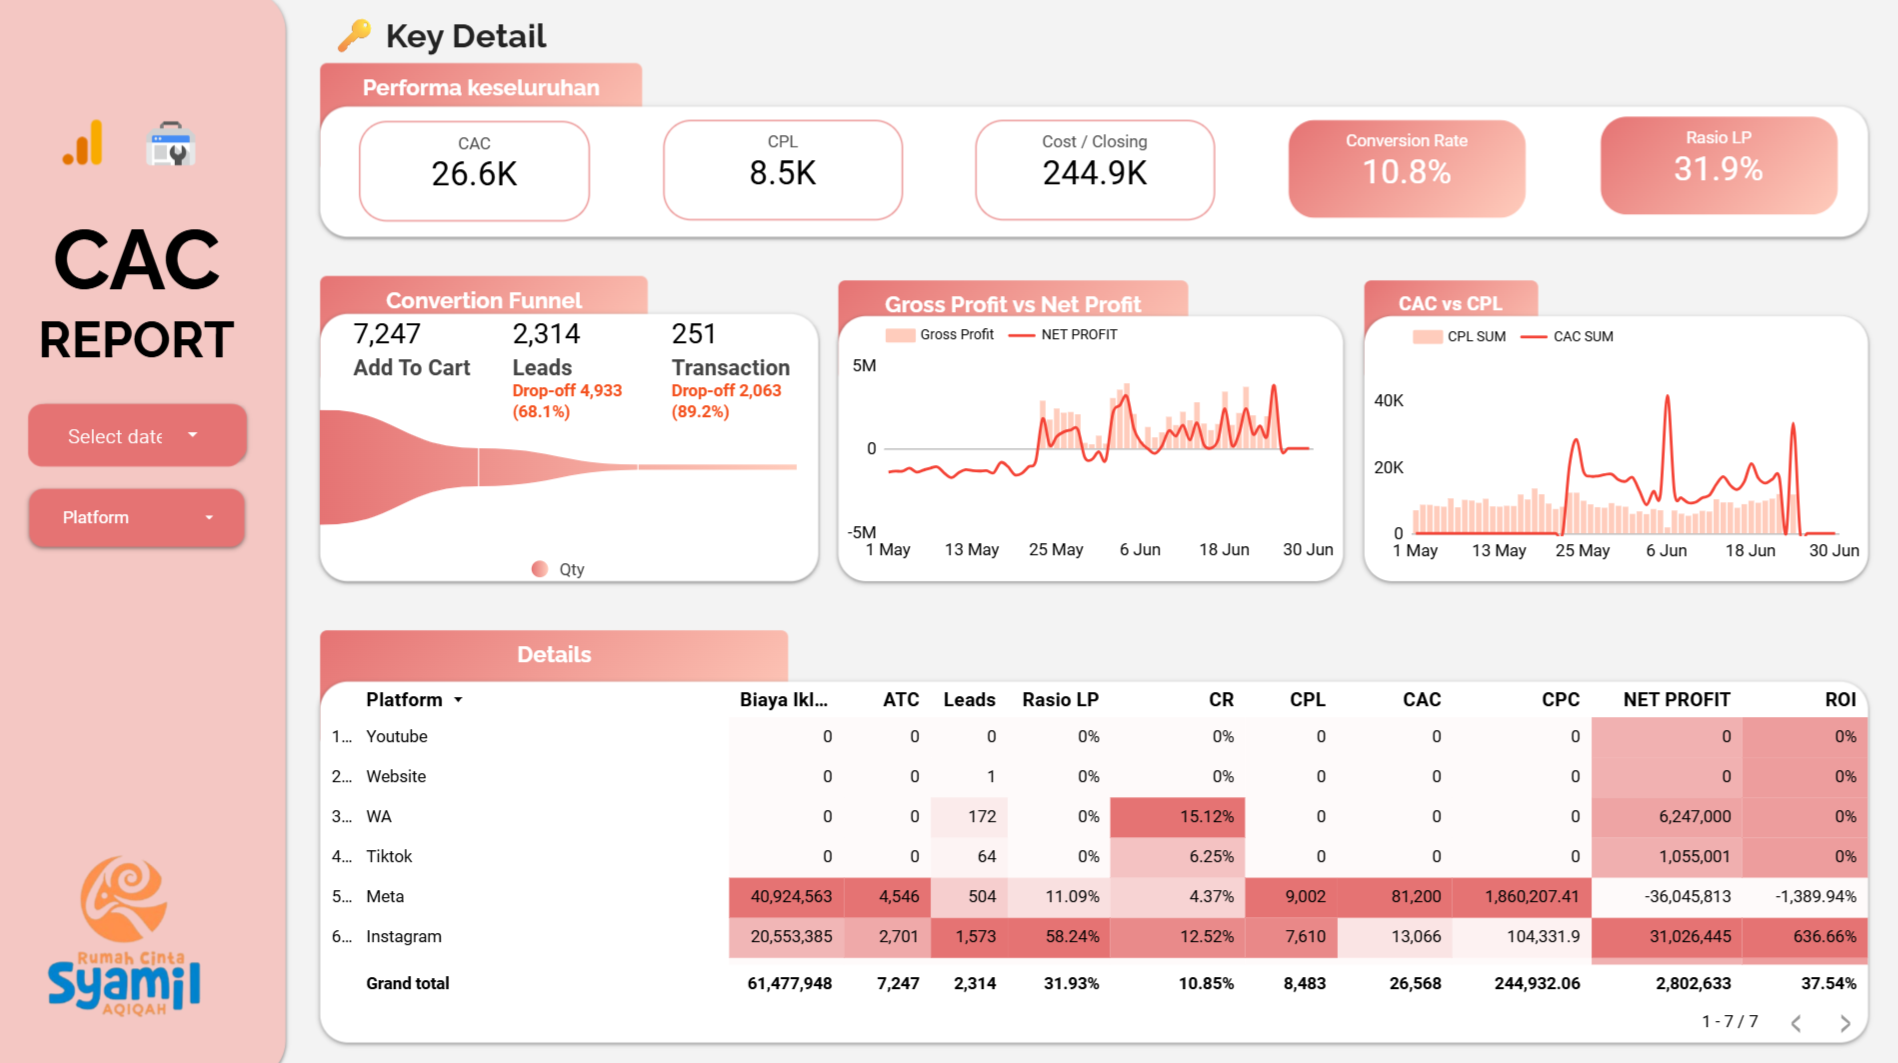 Key Detail
Performa keseluruhan
CAC
26.6K
CPL
8.5K
Cost / Closing
244.9K
Conversion Rate
10.8%
Rasio LP
31.9%
CAC
REPORT
Select date
Platform
Rumah Cinta
Syamil
AQIQAH
Convertion Funnel
7,247
Add To Cart
2,314
Leads
Drop-off 4,933
(68.1%)
251
Transaction
Drop-off 2,063
(89.2%)
Qty
Gross Profit vs Net Profit
Gross Profit NET PROFIT
5M
0
-5M
1 May 13 May 25 May 6 Jun 18 Jun 30 Jun
CAC vs CPL
CPL SUM CAC SUM
40K
20K
0
1 May 13 May 25 May 6 Jun 18 Jun 30 Jun
Details
Platform Biaya Ikl... ATC Leads Rasio LP CR CPL CAC CPC NET PROFIT ROI
1... Youtube 0 0 0 0% 0% 0 0 0 0 0%
2... Website 0 0 1 0% 0% 0 0 0 0 0%
3... WA 0 0 172 0% 15.12% 0 0 0 6,247,000 0%
4... Tiktok 0 0 64 0% 6.25% 0 0 0 1,055,001 0%
5... Meta 40,924,563 4,546 504 11.09% 4.37% 9,002 81,200 1,860,207.41 -36,045,813 -1,389.94%
6... Instagram 20,553,385 2,701 1,573 58.24% 12.52% 7,610 13,066 104,331.9 31,026,445 636.66%
Grand total 61,477,948 7,247 2,314 31.93% 10.85% 8,483 26,568 244,932.06 2,802,633 37.54%
1 - 7 / 7